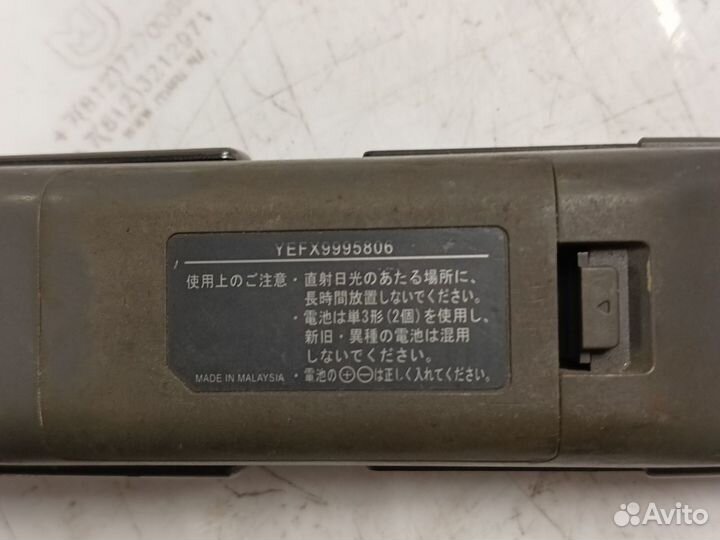 YEFX9995806
使用上のご注意・直射日光のあたる場所に、
長時間放置しないでください。
・電池は単3形(2個)を使用し、
新旧・異種の電池は混用
しないでください。
MADE IN MALAYSIA ・電池の⊕⊖は正しく入れてください。
Avito